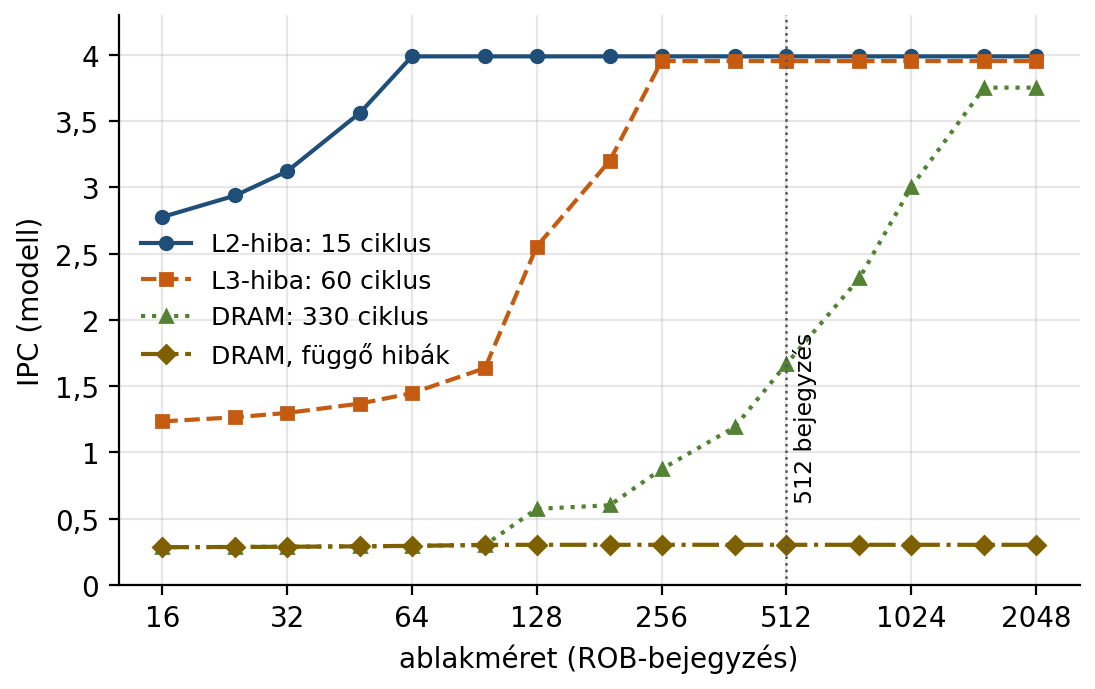 4
3,5
3
2,5
2
1,5
1
0,5
0
IPC (modell)
L2-hiba: 15 ciklus
L3-hiba: 60 ciklus
DRAM: 330 ciklus
DRAM, függő hibák
512 bejegyzés
16 32 64 128 256 512 1024 2048
ablakméret (ROB-bejegyzés)